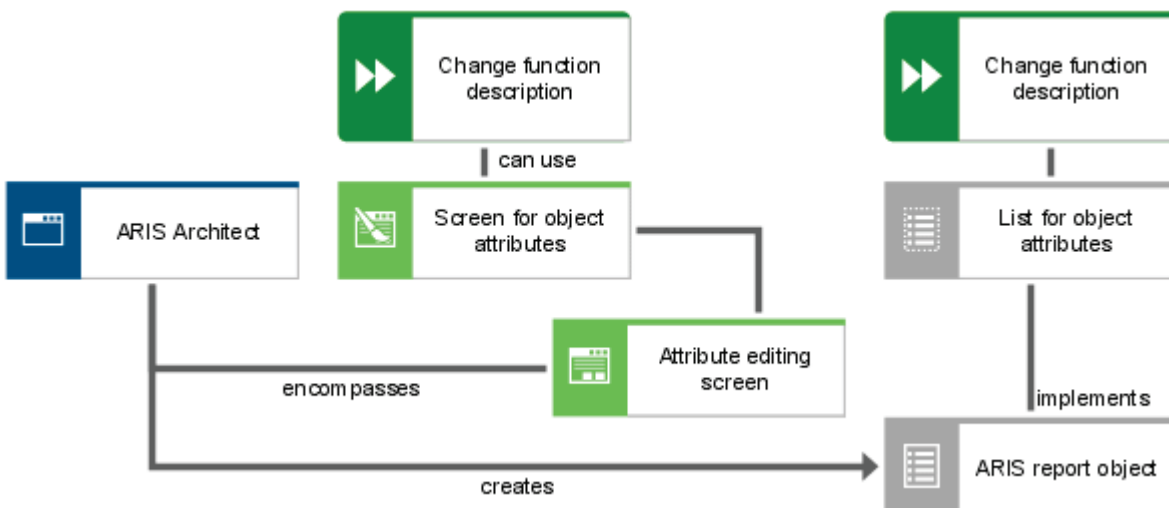 Change function
description
Change function
description
can use
ARIS Architect
Screen for object
attributes
List for object
attributes
Attribute editing
screen
encompasses
implements
ARIS report object
creates